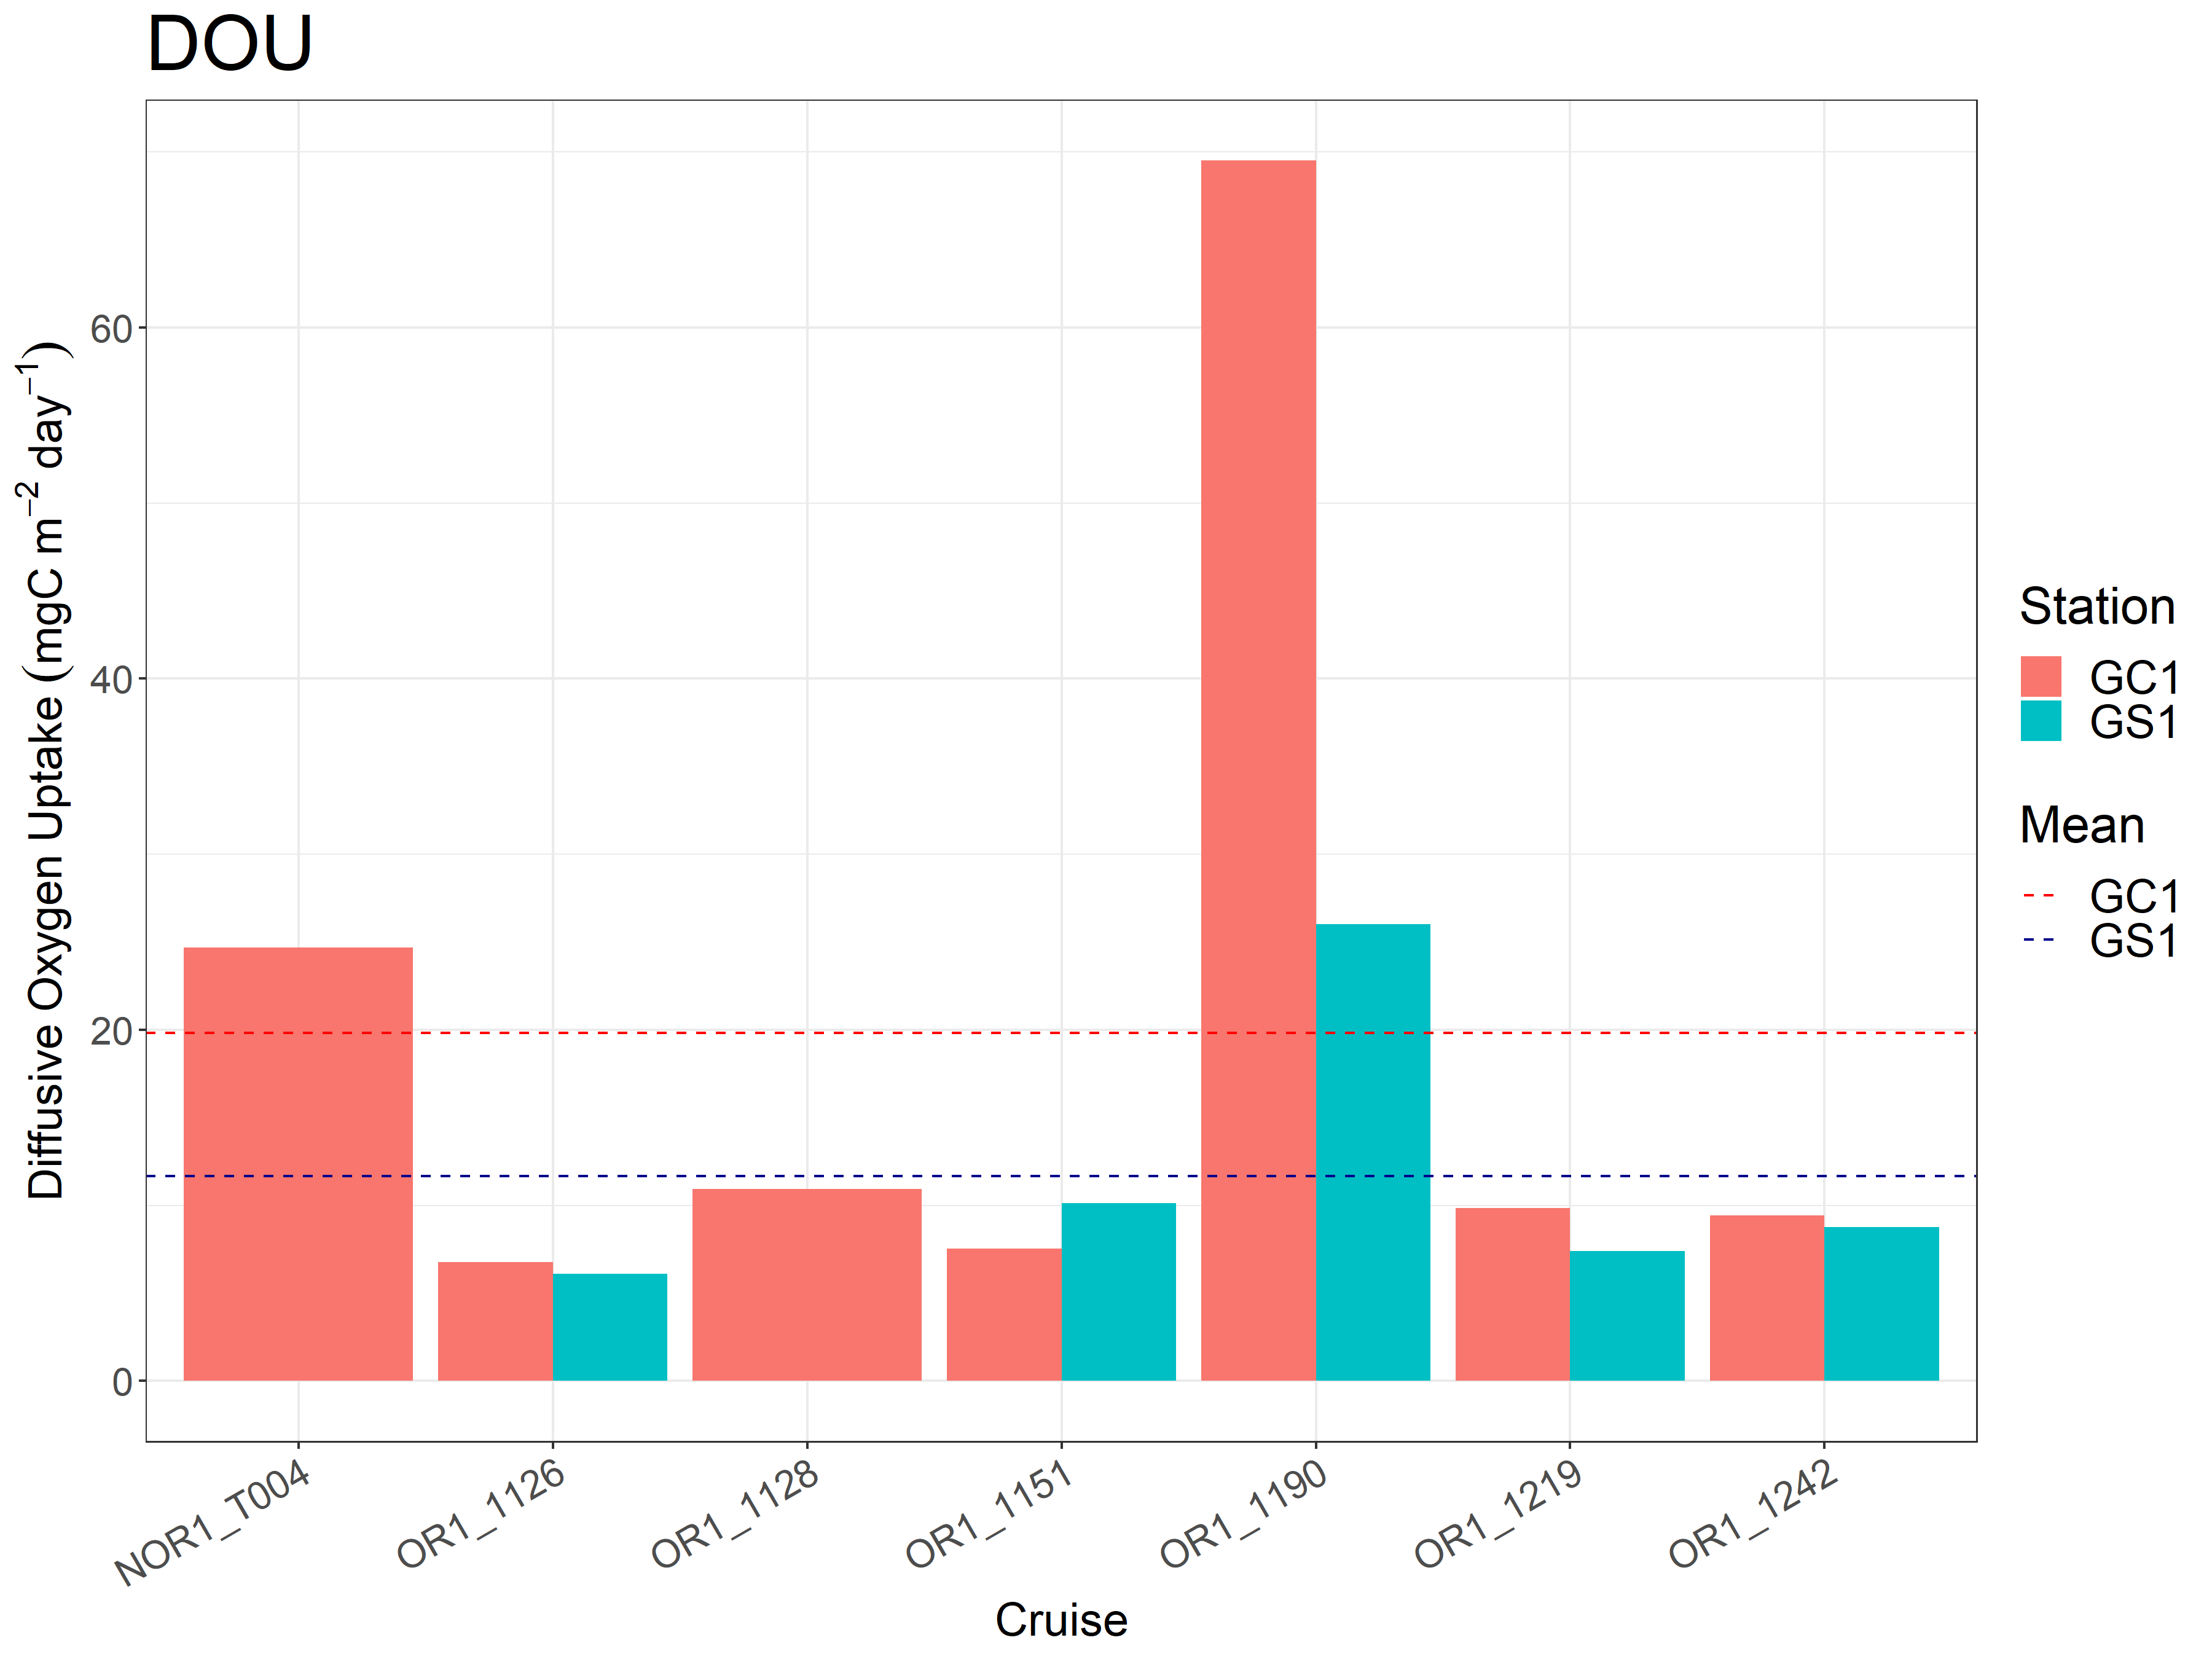 DOU
Diffusive Oxygen Uptake (mgC m⁻² day⁻¹)
60
40
20
0
NOR1_T004
OR1_1126
OR1_1128
OR1_1151
OR1_1190
OR1_1219
OR1_1242
Cruise
Station
GC1
GS1
Mean
GC1
GS1